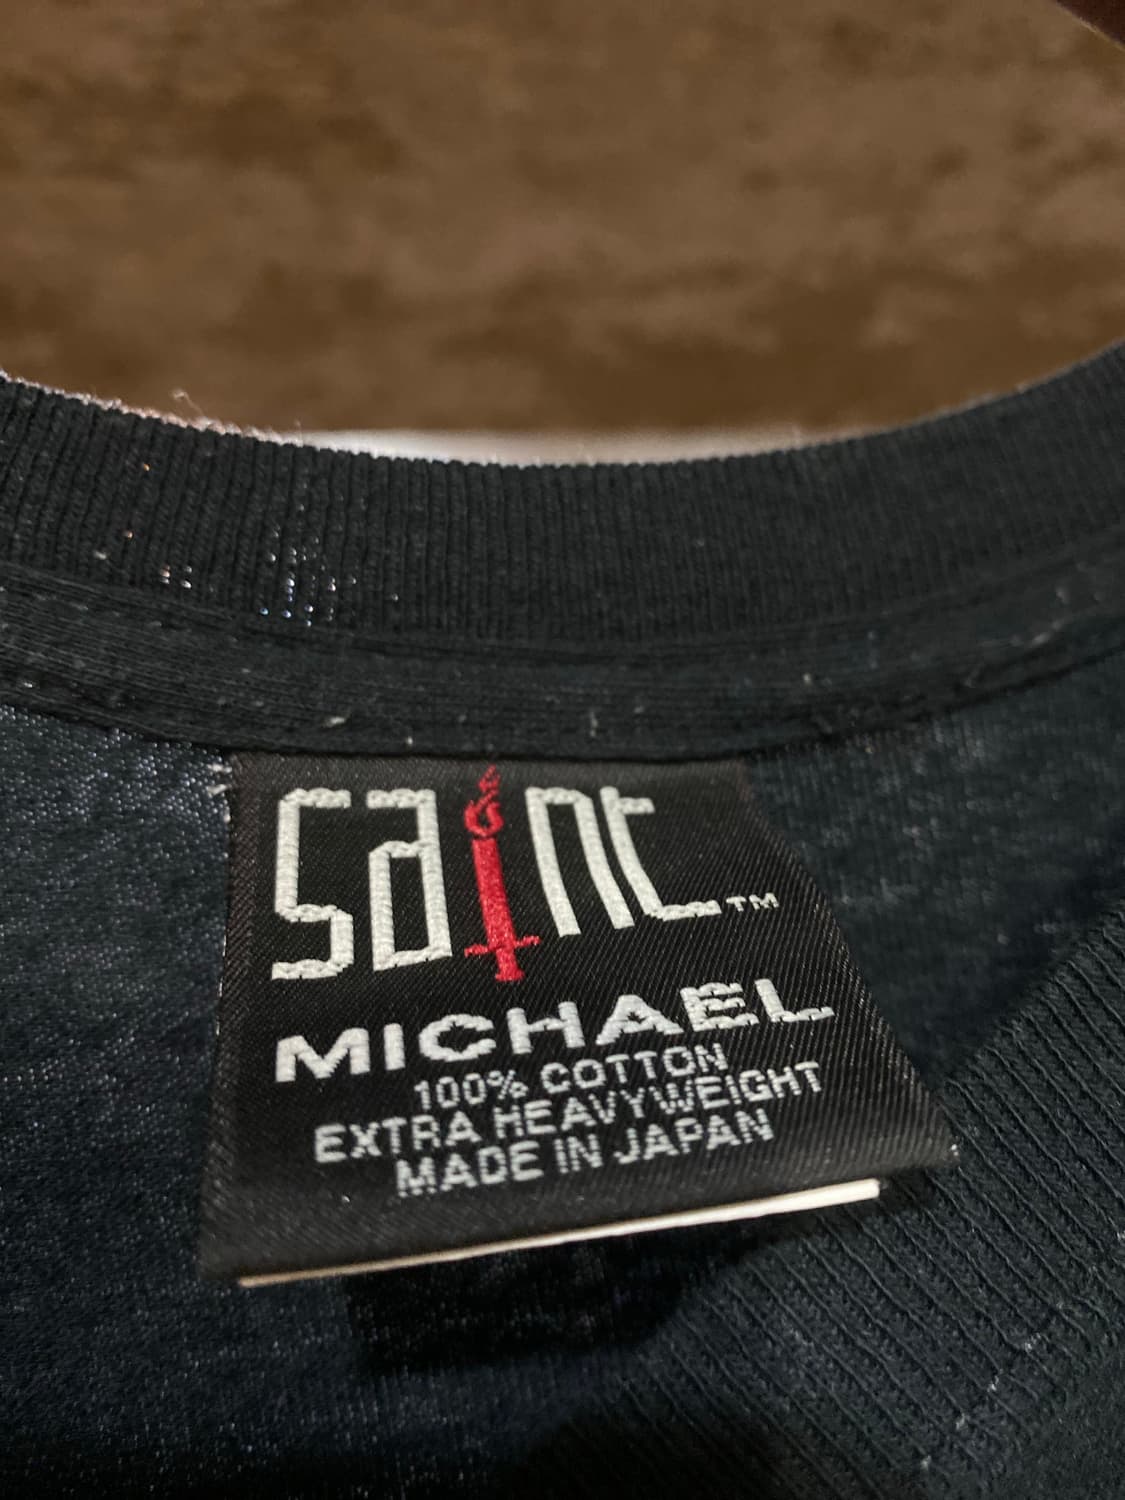 Saint™
MICHAEL
100% COTTON
EXTRA HEAVYWEIGHT
MADE IN JAPAN